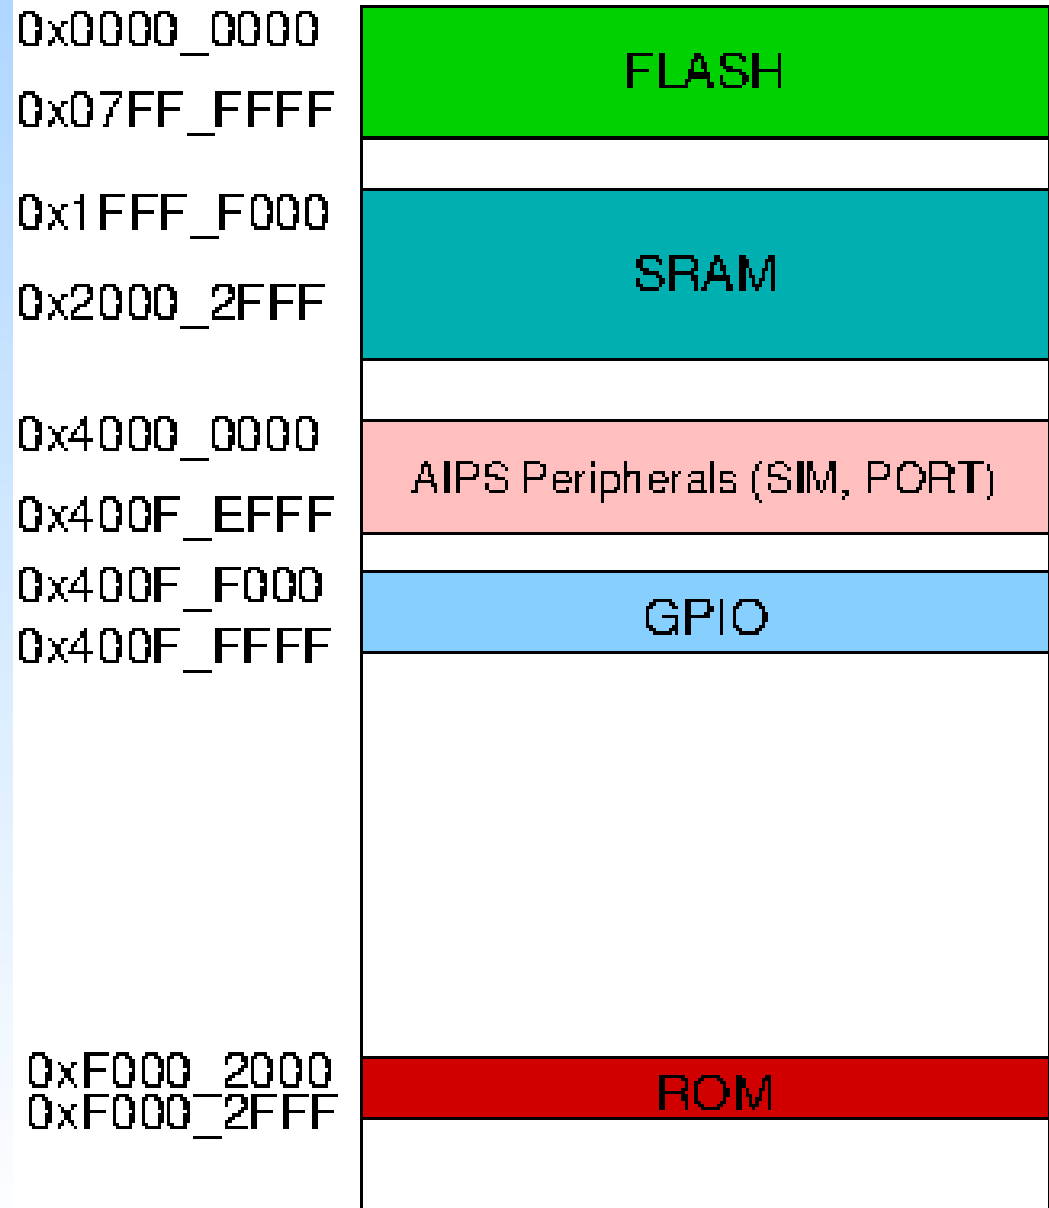 0x0000_0000
FLASH
0x07FF_FFFF
0x1FFF_F000
SRAM
0x2000_2FFF
0x4000_0000
AIPS Peripherals (SIM, PORT)
0x400F_EFFF
0x400F_F000
GPIO
0x400F_FFFF
0xF000_2000
ROM
0xF000_2FFF